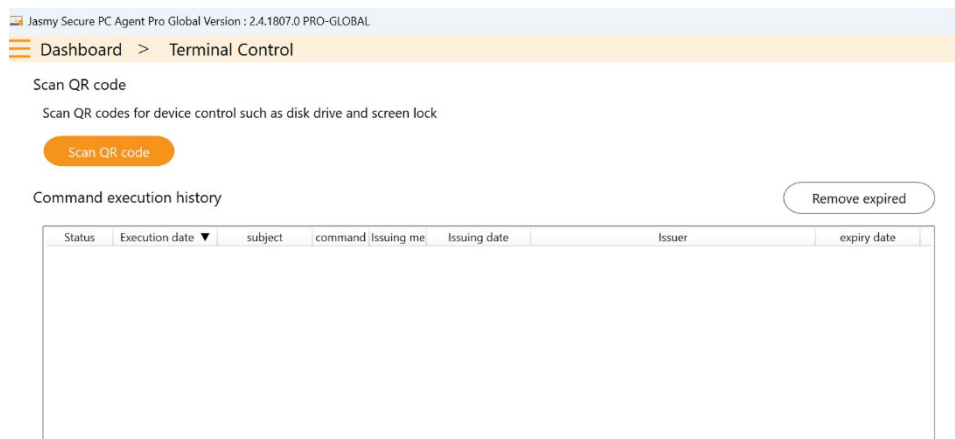 Jasmy Secure PC Agent Pro Global Version : 2.4.1807.0 PRO-GLOBAL
Dashboard > Terminal Control
Scan QR code
Scan QR codes for device control such as disk drive and screen lock
Scan QR code
Command execution history
Remove expired
Status Execution date ▼ subject command Issuing me Issuing date Issuer expiry date